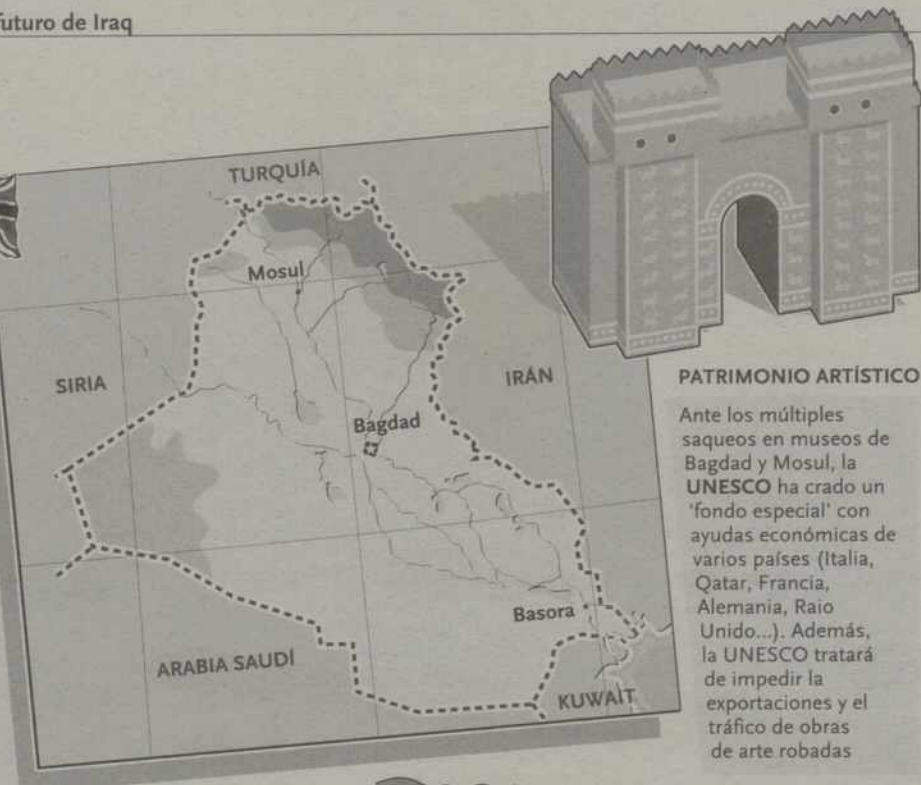 futuro de Iraq
TURQUÍA
Mosul
SIRIA
IRÁN
Bagdad
Basora
ARABIA SAUDÍ
KUWAIT
PATRIMONIO ARTÍSTICO
Ante los múltiples
saqueos en museos de
Bagdad y Mosul, la
UNESCO ha crado un
'fondo especial' con
ayudas económicas de
varios países (Italia,
Qatar, Francia,
Alemania, Raio
Unido...). Además,
la UNESCO tratará
de impedir la
exportaciones y el
tráfico de obras
de arte robadas